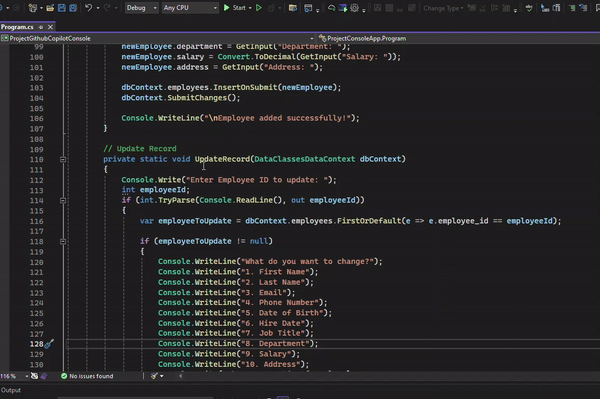 Debug Any CPU Start Change Type
Program.cs
ProjectGithubCopilotConsole ProjectConsoleApp.Program
99 newEmployee.department = GetInput("Department: ");
100 newEmployee.salary = Convert.ToDecimal(GetInput("Salary: "));
101 newEmployee.address = GetInput("Address: ");
102
103 dbContext.employees.InsertOnSubmit(newEmployee);
104 dbContext.SubmitChanges();
105
106 Console.WriteLine("\nEmployee added successfully!");
107 }
108
109 // Update Record
110 private static void UpdateRecord(DataClassesDataContext dbContext)
111 {
112 Console.Write("Enter Employee ID to update: ");
113 int employeeId;
114 if (int.TryParse(Console.ReadLine(), out employeeId))
115 {
116 var employeeToUpdate = dbContext.employees.FirstOrDefault(e => e.employee_id == employeeId);
117
118 if (employeeToUpdate != null)
119 {
120 Console.WriteLine("What do you want to change?");
121 Console.WriteLine("1. First Name");
122 Console.WriteLine("2. Last Name");
123 Console.WriteLine("3. Email");
124 Console.WriteLine("4. Phone Number");
125 Console.WriteLine("5. Date of Birth");
126 Console.WriteLine("6. Hire Date");
127 Console.WriteLine("7. Job Title");
128 Console.WriteLine("8. Department");
129 Console.WriteLine("9. Salary");
130 Console.WriteLine("10. Address");
116 % No issues found
Output